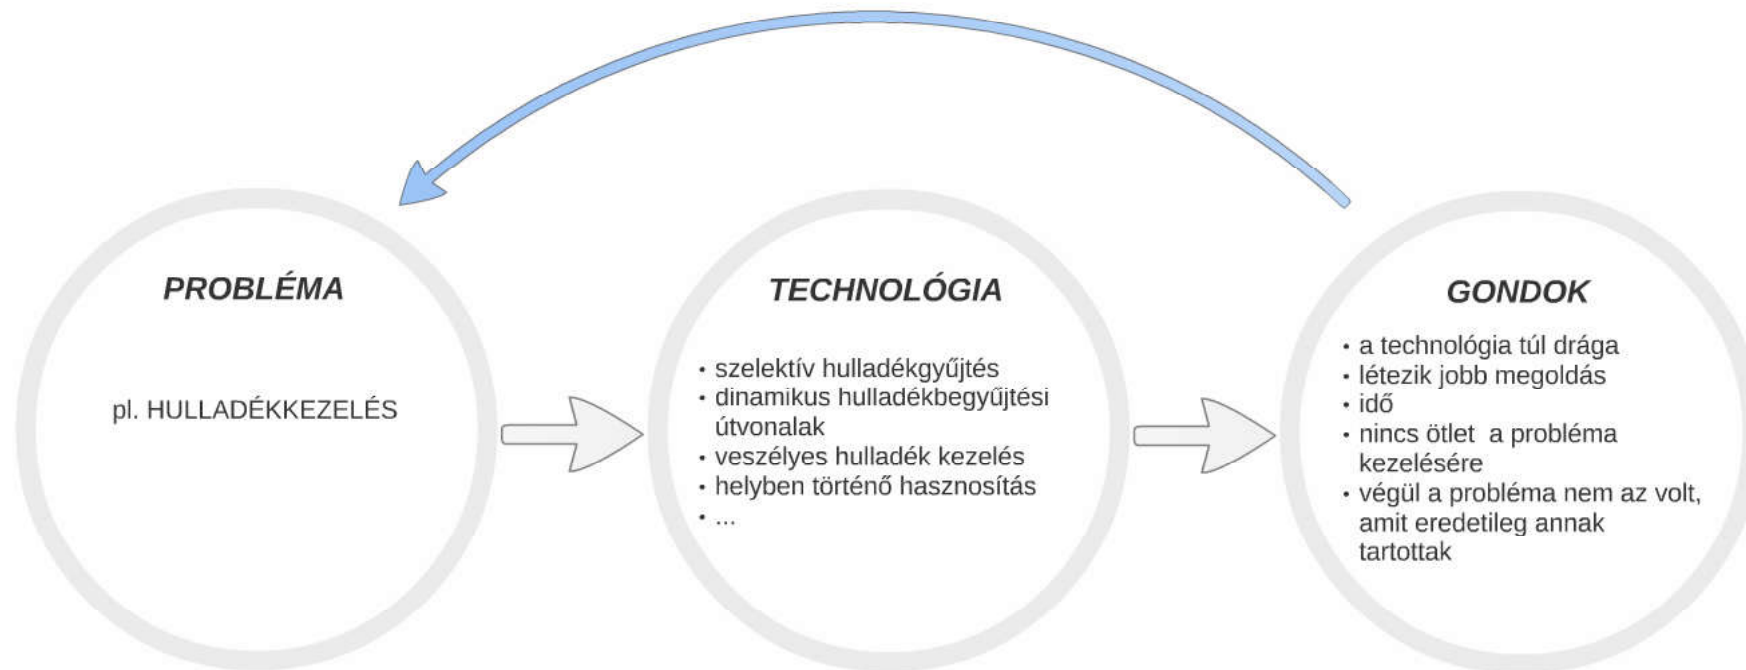 PROBLÉMA
pl. HULLADÉKKEZELÉS
TECHNOLÓGIA
• szelektív hulladékgyűjtés
• dinamikus hulladékbegyűjtési
útvonalak
• veszélyes hulladék kezelés
• helyben történő hasznosítás
• ...
GONDOK
• a technológia túl drága
• létezik jobb megoldás
• idő
• nincs ötlet  a probléma
kezelésére
• végül a probléma nem az volt,
amit eredetileg annak
tartottak